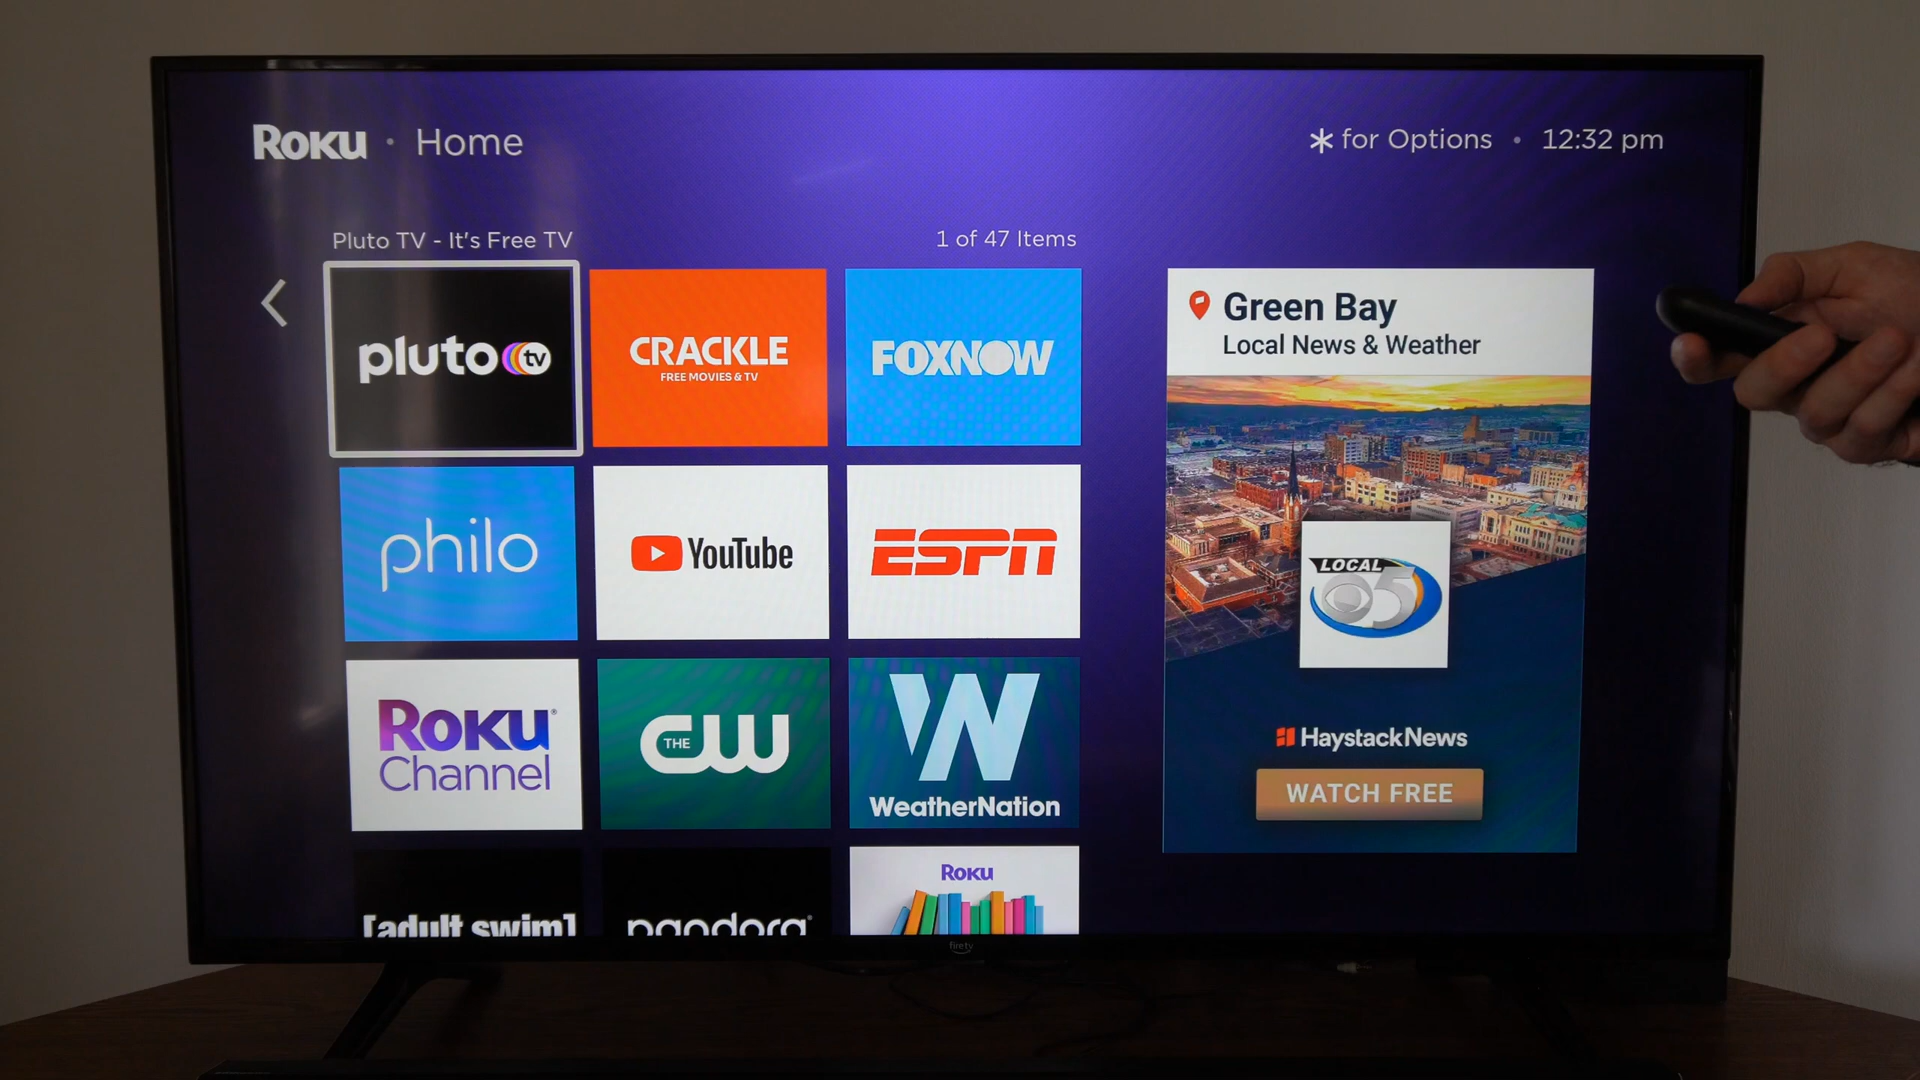 Roku • Home
* for Options • 12:32 pm
Pluto TV - It's Free TV
1 of 47 Items
pluto tv
CRACKLE
FREE MOVIES & TV
FOXNOW
philo
YouTube
ESPN
Roku
Channel
THE CW
W
WeatherNation
[adult swim]
pandora
Roku
Green Bay
Local News & Weather
LOCAL
5
HaystackNews
WATCH FREE
firetv